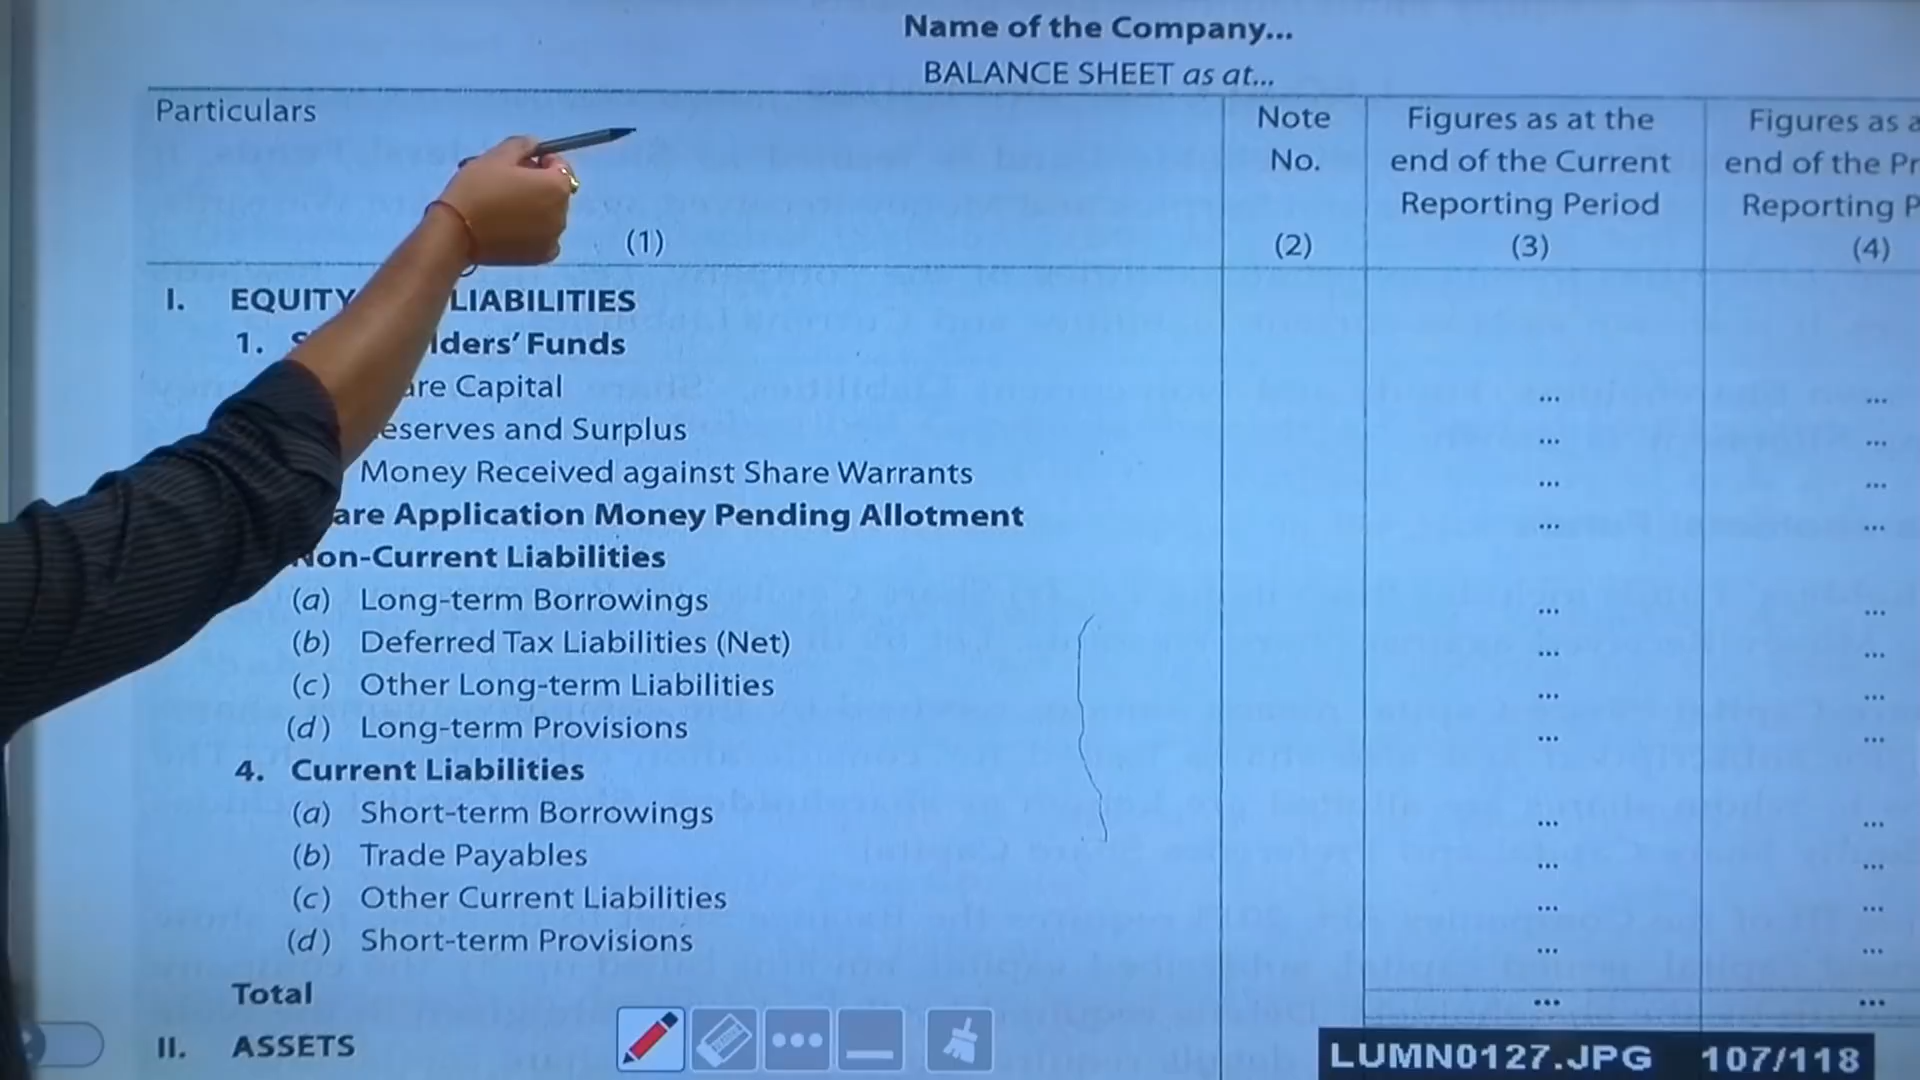 Name of the Company...
BALANCE SHEET as at...
Particulars
(1)
Note
No.
(2)
Figures as at the
end of the Current
Reporting Period
(3)
Figures as
end of the
Reporting
(4)
I. EQUITY LIABILITIES
1. Funds
Capital
and Surplus
Money Received against Share Warrants
Application Money Pending Allotment
Non-Current Liabilities
(a) Long-term Borrowings ... ...
(b) Deferred Tax Liabilities (Net) ... ...
(c) Other Long-term Liabilities ... ...
(d) Long-term Provisions ... ...
4. Current Liabilities
(a) Short-term Borrowings ... ...
(b) Trade Payables ... ...
(c) Other Current Liabilities ... ...
(d) Short-term Provisions ... ...
Total ... ...
II. ASSETS
LUMN0127.JPG 107/118